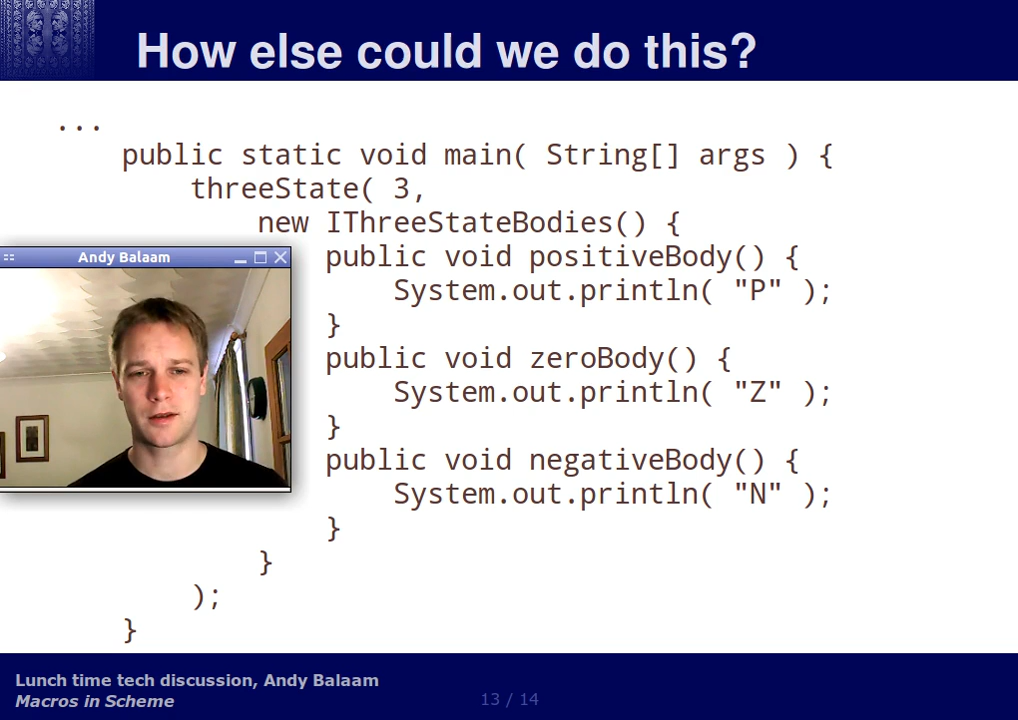 How else could we do this?
...
public static void main( String[] args ) {
threeState( 3,
new IThreeStateBodies() {
public void positiveBody() {
System.out.println( "P" );
}
public void zeroBody() {
System.out.println( "Z" );
}
public void negativeBody() {
System.out.println( "N" );
}
}
);
}
Andy Balaam
Lunch time tech discussion, Andy Balaam
Macros in Scheme
13 / 14